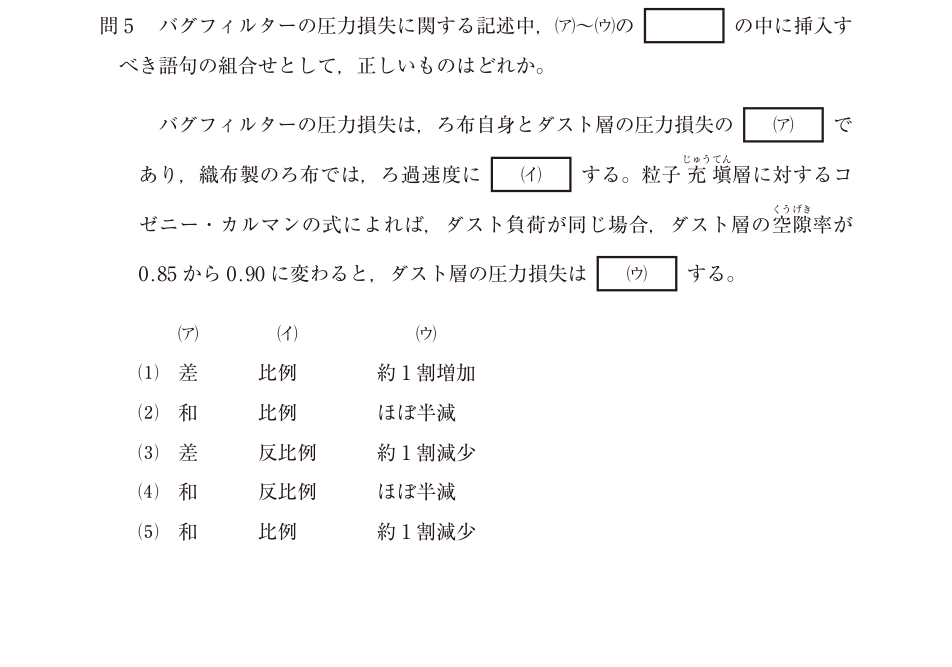 問5 バグフィルターの圧力損失に関する記述中，㋐～㋒の の中に挿入す
べき語句の組合せとして，正しいものはどれか。
バグフィルターの圧力損失は，ろ布自身とダスト層の圧力損失の (ア) で
あり，織布製のろ布では，ろ過速度に (イ) する。粒子充塡層に対するコ
じゅうてん
ゼニー・カルマンの式によれば，ダスト負荷が同じ場合，ダスト層の空隙率が
くうげき
0.85 から 0.90 に変わると，ダスト層の圧力損失は (ウ) する。
(ア) (イ) (ウ)
(1) 差 比例 約1割増加
(2) 和 比例 ほぼ半減
(3) 差 反比例 約1割減少
(4) 和 反比例 ほぼ半減
(5) 和 比例 約1割減少